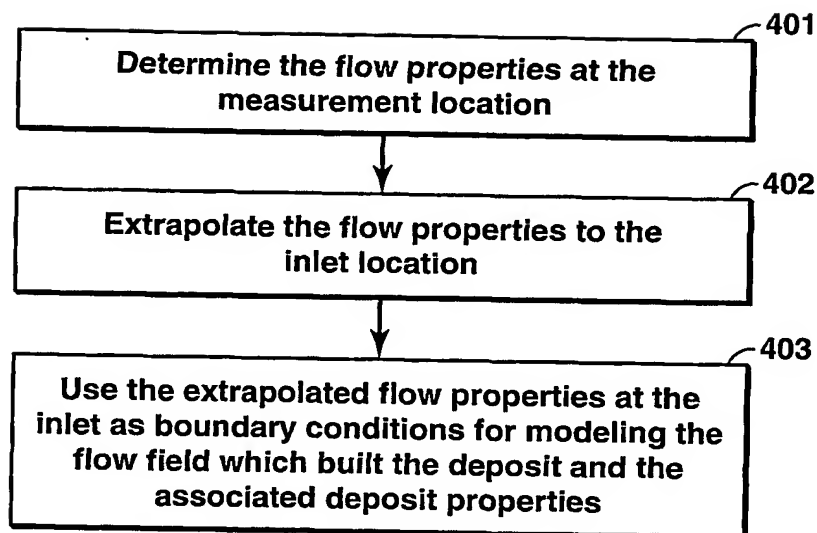 401
Determine the flow properties at the
measurement location
402
Extrapolate the flow properties to the
inlet location
403
Use the extrapolated flow properties at the
inlet as boundary conditions for modeling the
flow field which built the deposit and the
associated deposit properties